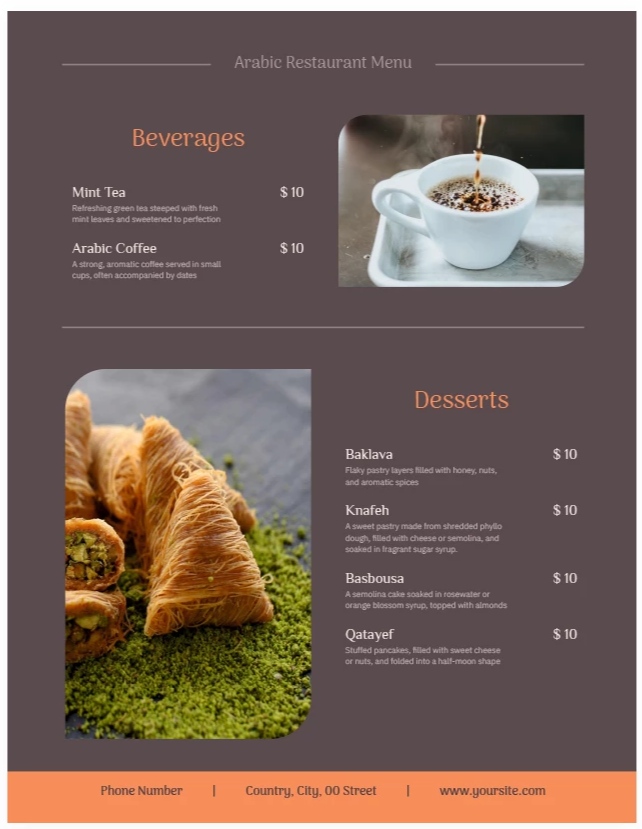 Arabic Restaurant Menu
Beverages
Mint Tea $ 10
Refreshing green tea steeped with fresh
mint leaves and sweetened to perfection
Arabic Coffee $ 10
A strong, aromatic coffee served in small
cups, often accompanied by dates
Desserts
Baklava $ 10
Flaky pastry layers filled with honey, nuts,
and aromatic spices
Knafeh $ 10
A sweet pastry made from shredded phyllo
dough, filled with cheese or semolina, and
soaked in fragrant sugar syrup.
Basbousa $ 10
A semolina cake soaked in rosewater or
orange blossom syrup, topped with almonds
Qatayef $ 10
Stuffed pancakes, filled with sweet cheese
or nuts, and folded into a half-moon shape
Phone Number | Country, City, 00 Street | www.yoursite.com